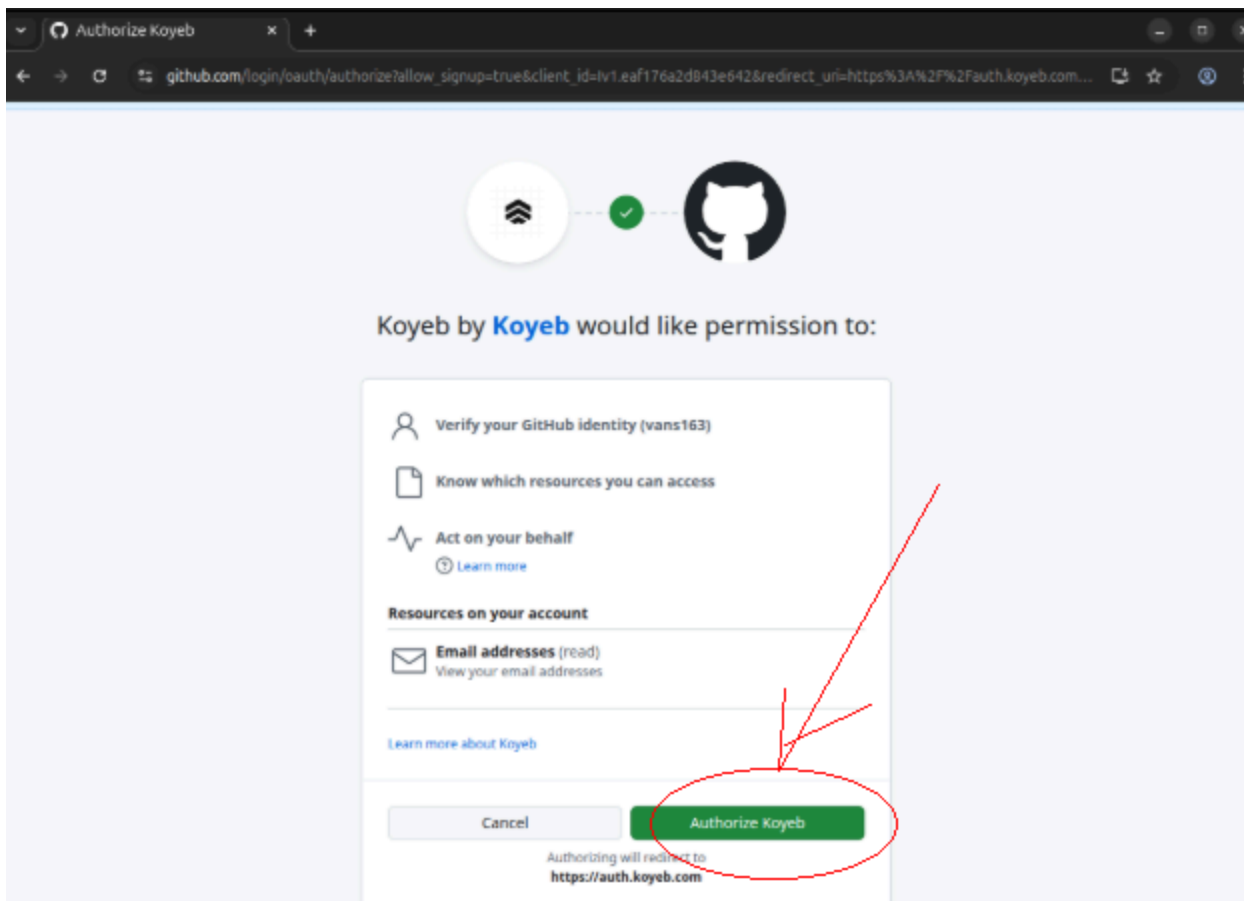 Authorize Koyeb
github.com/login/oauth/authorize?allow_signup=true&client_id=Iv1.eaf176a2d843e642&redirect_uri=https%3A%2F%2Fauth.koyeb.com...
Koyeb by Koyeb would like permission to:
Verify your GitHub identity (vans163)
Know which resources you can access
Act on your behalf
Learn more
Resources on your account
Email addresses (read)
View your email addresses
Learn more about Koyeb
Cancel
Authorize Koyeb
Authorizing will redirect to
https://auth.koyeb.com